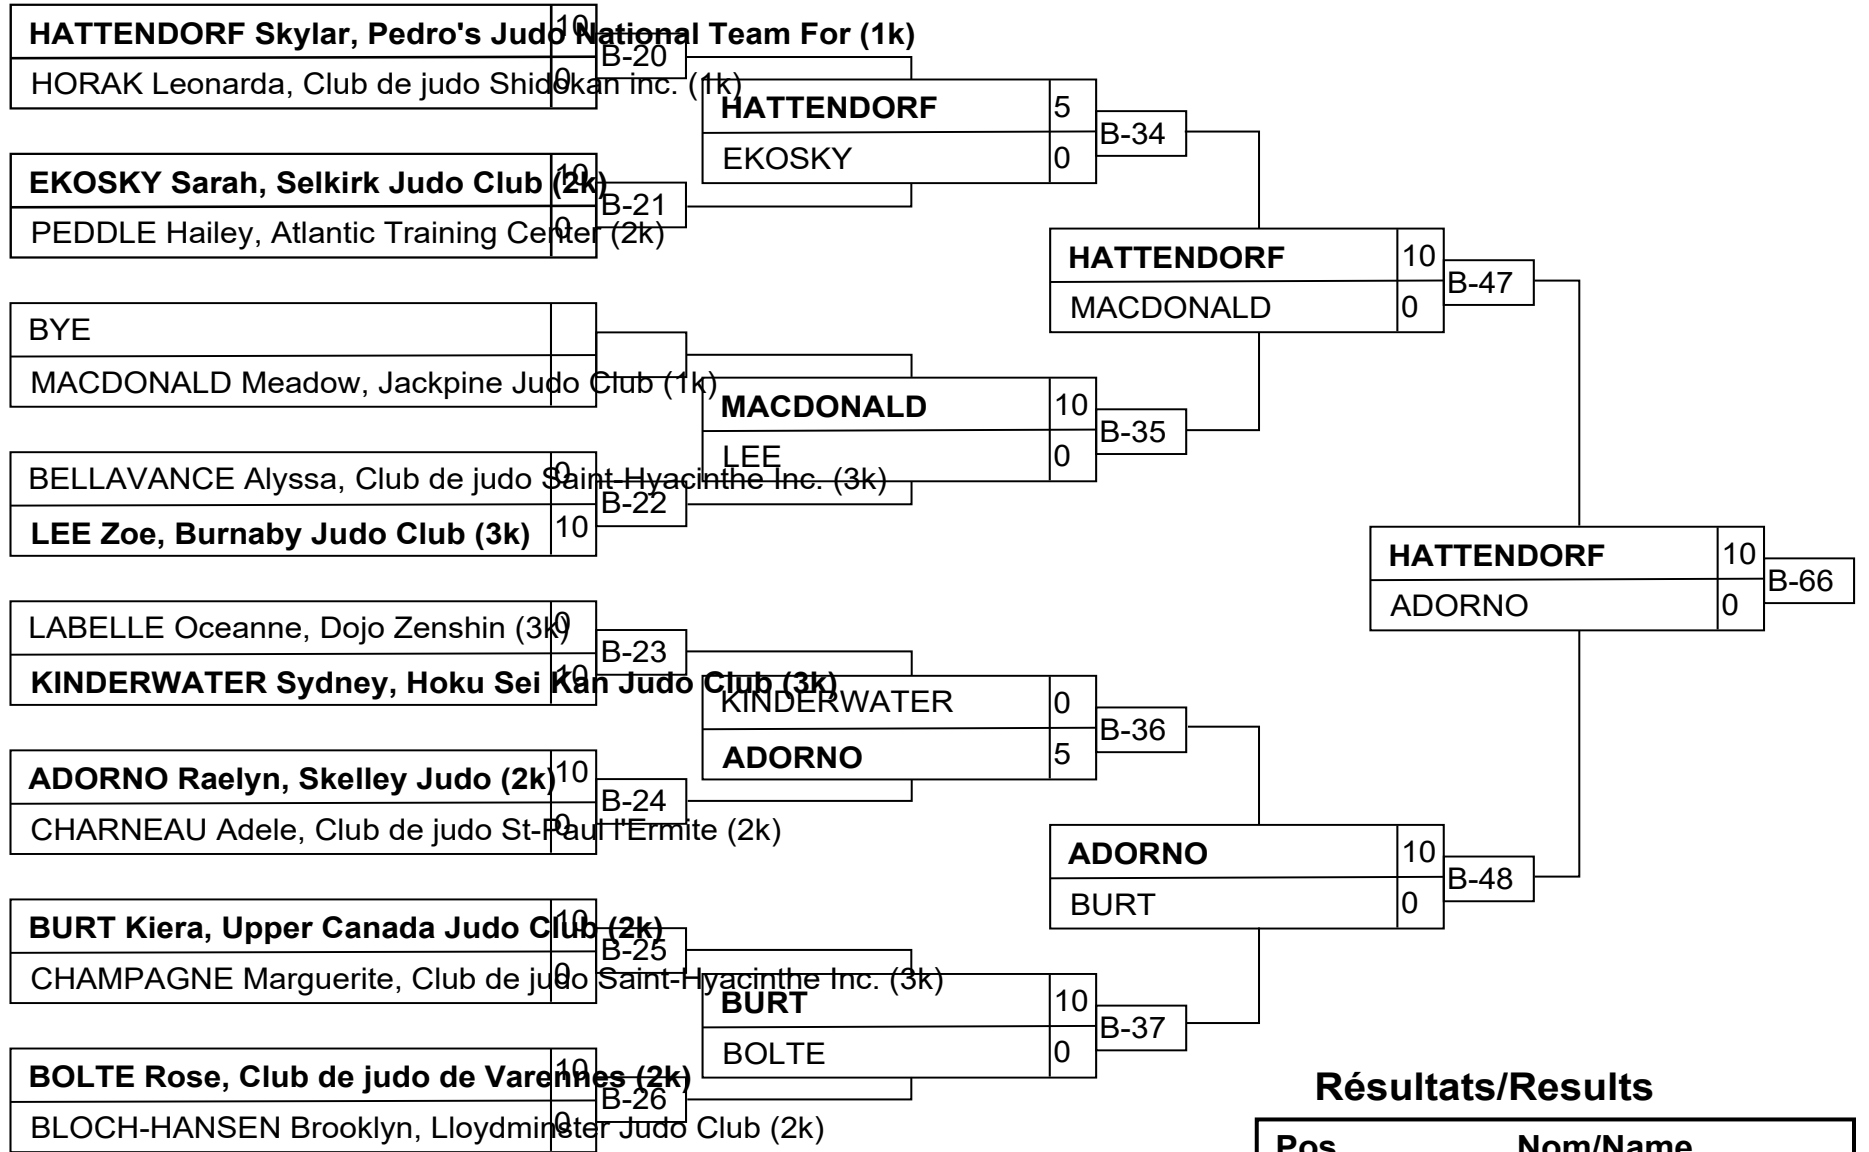 HATTENDORF Skylar, Pedro's Judo National Team For (1k) 10
HORAK Leonarda, Club de judo Shidokan inc. (1k) 0
B-20
EKOSKY Sarah, Selkirk Judo Club (2k) 10
PEDDLE Hailey, Atlantic Training Center (2k) 0
B-21
BYE
MACDONALD Meadow, Jackpine Judo Club (1k)
BELLAVANCE Alyssa, Club de judo Saint-Hyacinthe Inc. (3k) 0
LEE Zoe, Burnaby Judo Club (3k) 10
B-22
LABELLE Oceanne, Dojo Zenshin (3k) 0
KINDERWATER Sydney, Hoku Sei Kan Judo Club (3k) 10
B-23
ADORNO Raelyn, Skelley Judo (2k) 10
CHARNEAU Adele, Club de judo St-Paul l'Ermite (2k) 0
B-24
BURT Kiera, Upper Canada Judo Club (2k) 10
CHAMPAGNE Marguerite, Club de judo Saint-Hyacinthe Inc. (3k) 0
B-25
BOLTE Rose, Club de judo de Varennes (2k) 10
BLOCH-HANSEN Brooklyn, Lloydminster Judo Club (2k) 0
B-26
HATTENDORF 5
EKOSKY 0
B-34
MACDONALD 10
LEE 0
B-35
KINDERWATER 0
ADORNO 5
B-36
BURT 10
BOLTE 0
B-37
HATTENDORF 10
MACDONALD 0
B-47
ADORNO 10
BURT 0
B-48
HATTENDORF 10
ADORNO 0
B-66
Résultats/Results
Pos Nom/Name